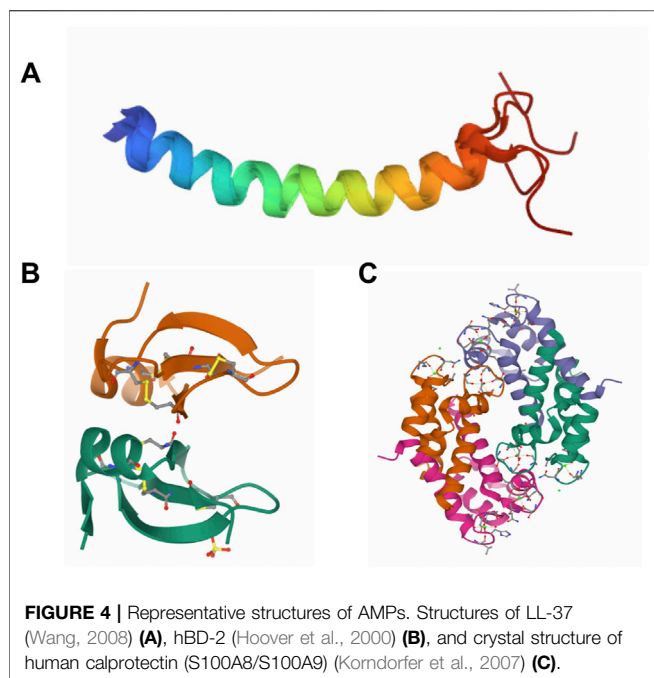 A
B
C
FIGURE 4 | Representative structures of AMPs. Structures of LL-37
(Wang, 2008) (A), hBD-2 (Hoover et al., 2000) (B), and crystal structure of
human calprotectin (S100A8/S100A9) (Korndorfer et al., 2007) (C).